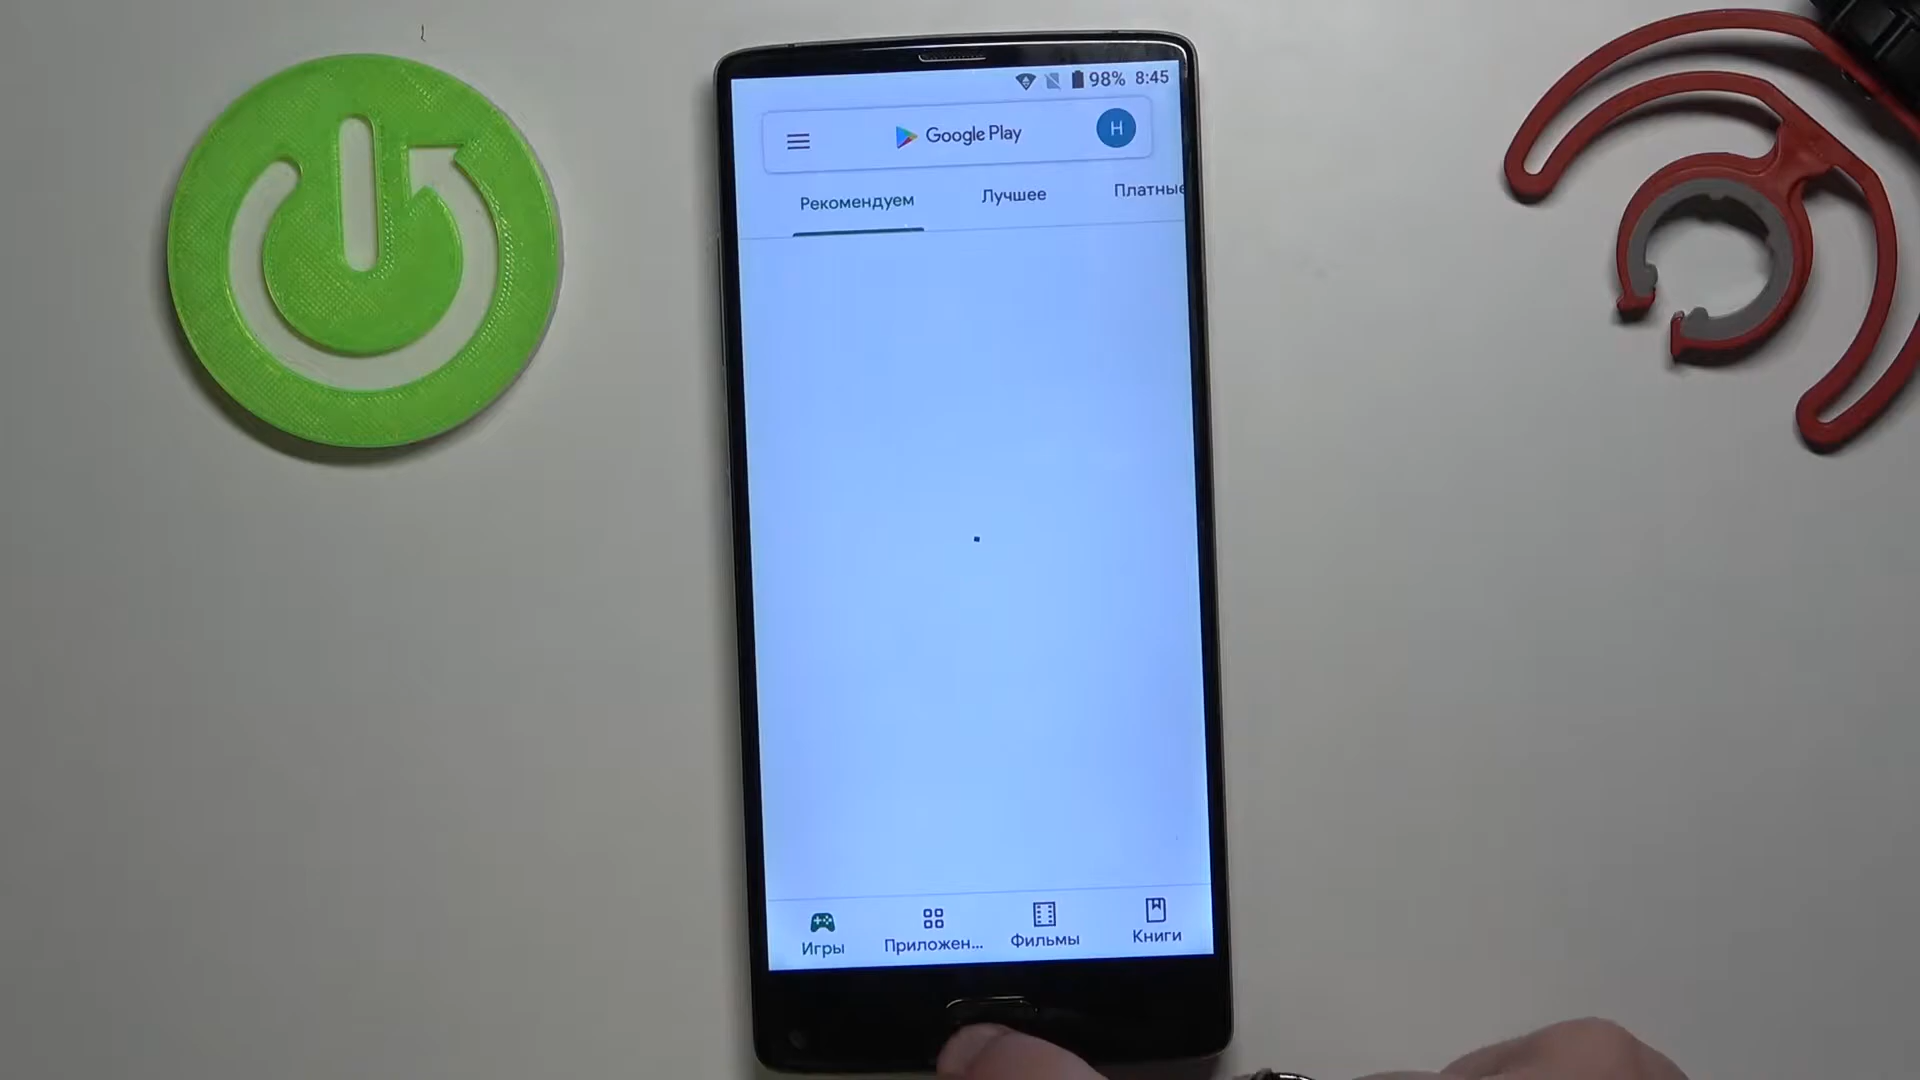 98% 8:45
Google Play
H
Рекомендуем Лучшее Платные
Игры Приложен... Фильмы Книги